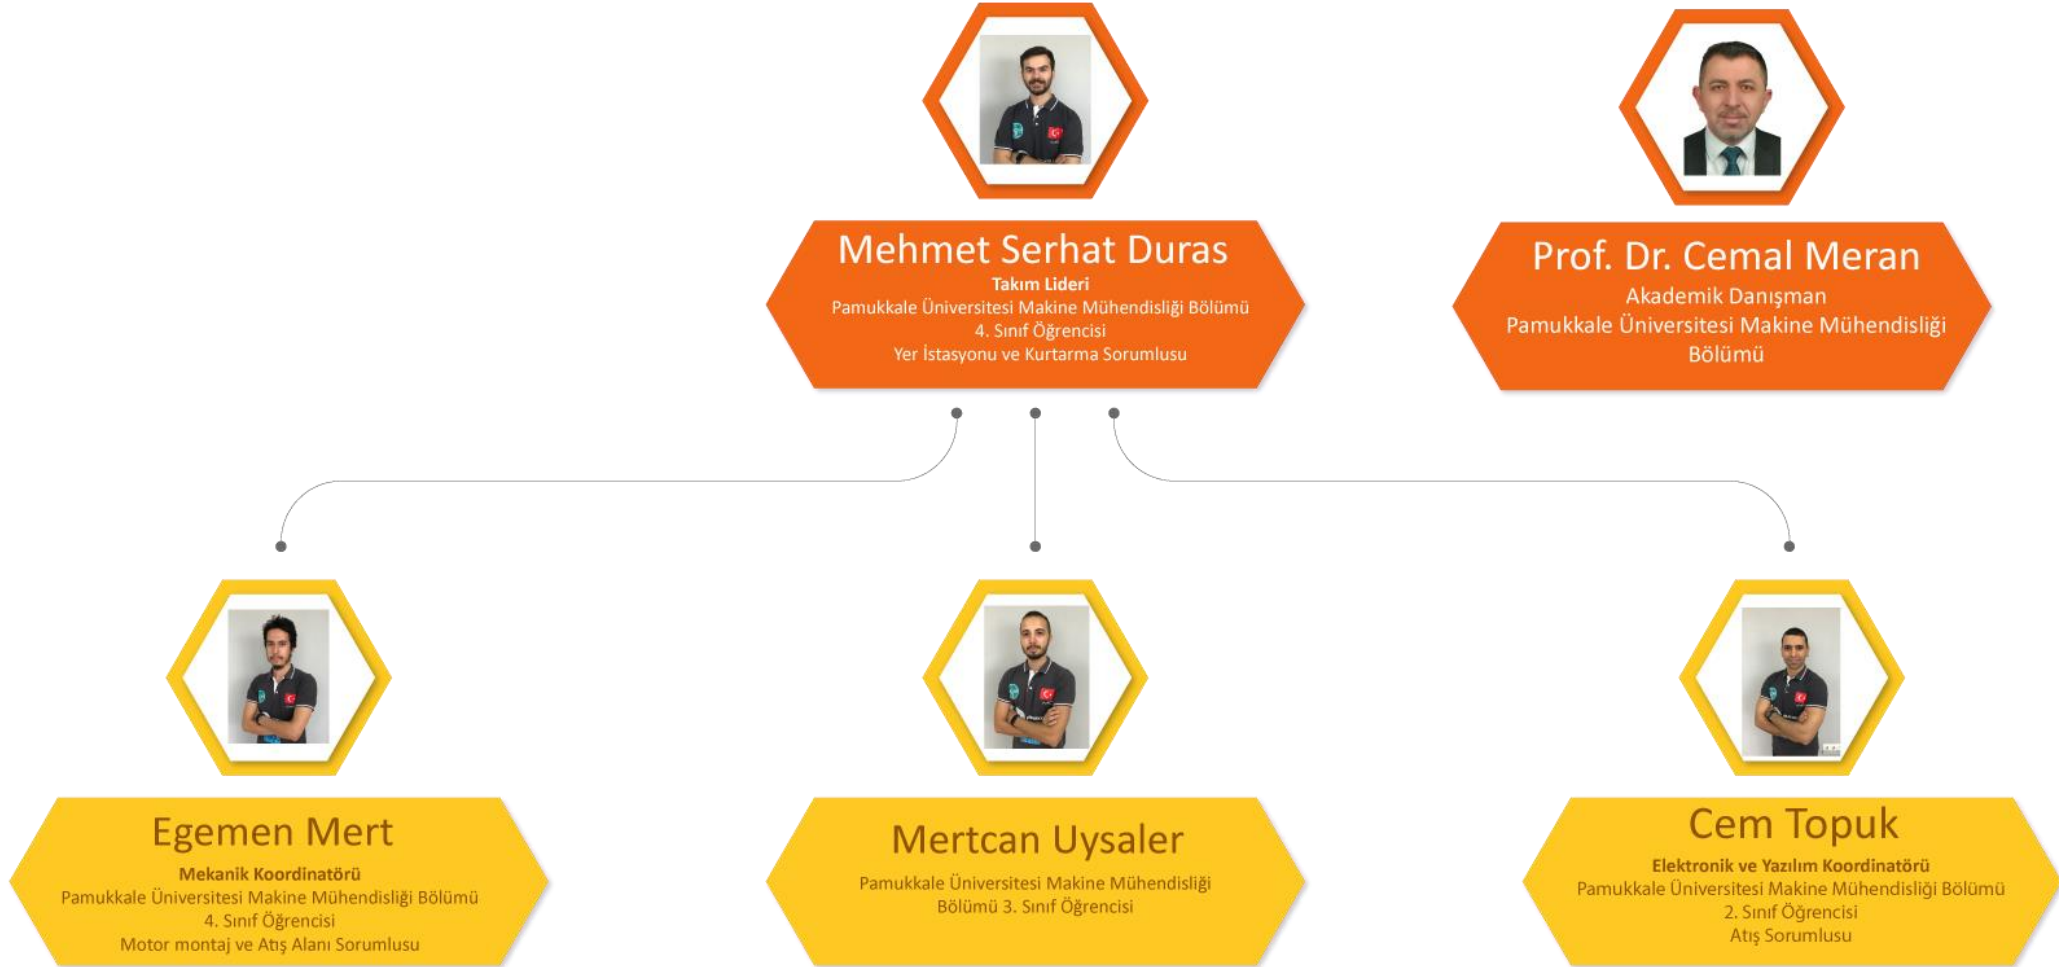 Mehmet Serhat Duras
Takım Lideri
Pamukkale Üniversitesi Makine Mühendisliği Bölümü
4. Sınıf Öğrencisi
Yer İstasyonu ve Kurtarma Sorumlusu
Prof. Dr. Cemal Meran
Akademik Danışman
Pamukkale Üniversitesi Makine Mühendisliği
Bölümü
Egemen Mert
Mekanik Koordinatörü
Pamukkale Üniversitesi Makine Mühendisliği Bölümü
4. Sınıf Öğrencisi
Motor montaj ve Atış Alanı Sorumlusu
Mertcan Uysaler
Pamukkale Üniversitesi Makine Mühendisliği
Bölümü 3. Sınıf Öğrencisi
Cem Topuk
Elektronik ve Yazılım Koordinatörü
Pamukkale Üniversitesi Makine Mühendisliği Bölümü
2. Sınıf Öğrencisi
Atış Sorumlusu